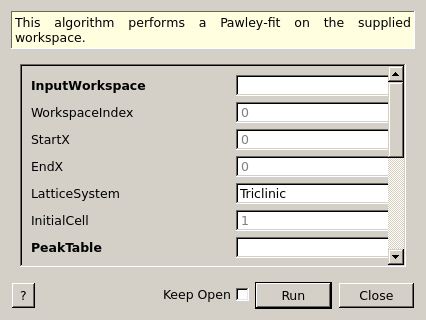 This algorithm performs a Pawley-fit on the supplied
workspace.
InputWorkspace
WorkspaceIndex 0
StartX 0
EndX 0
LatticeSystem Triclinic
InitialCell 1
PeakTable
? Keep Open Run Close